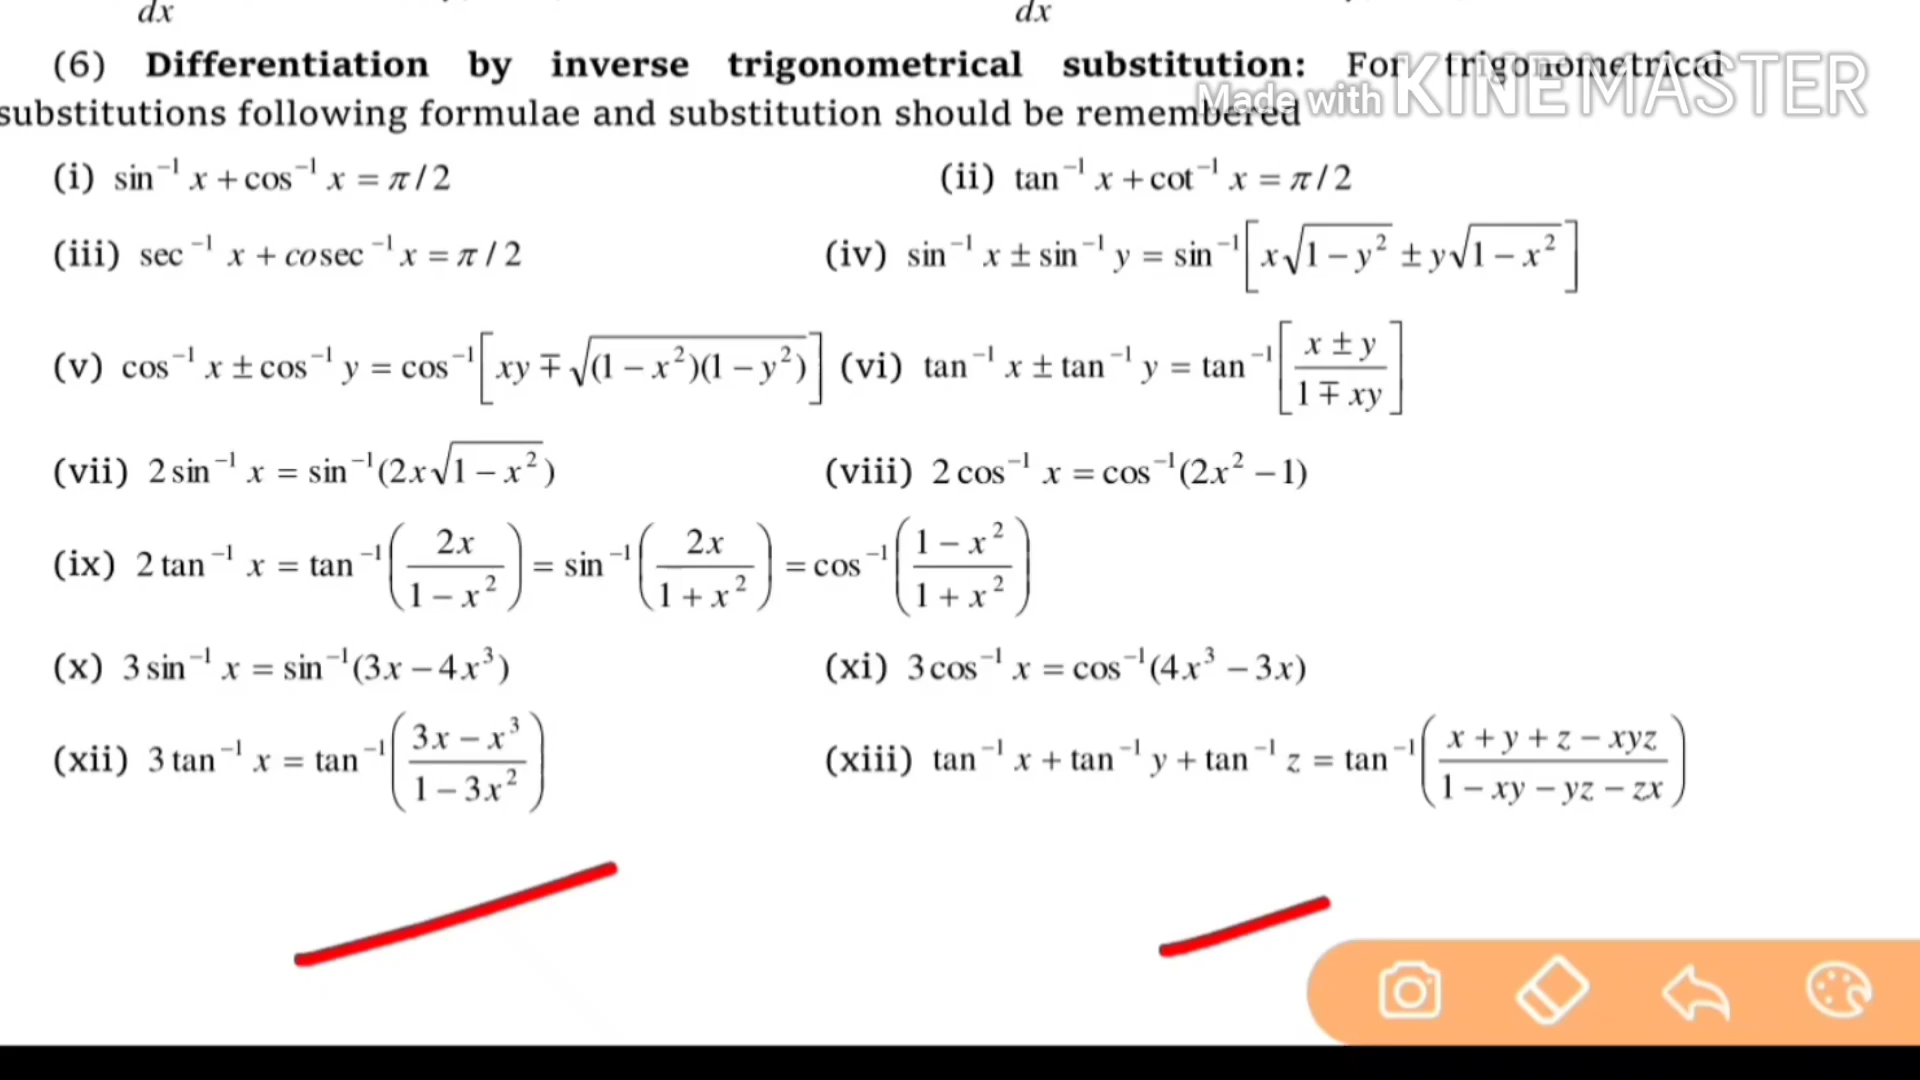 dx dx
(6) Differentiation by inverse trigonometrical substitution: For trigonometrical
Made with KINEMASTER
substitutions following formulae and substitution should be remembered
(i) sin⁻¹ x + cos⁻¹ x = π / 2 (ii) tan⁻¹ x + cot⁻¹ x = π / 2
(iii) sec⁻¹ x + cosec⁻¹ x = π / 2 (iv) sin⁻¹ x ± sin⁻¹ y = sin⁻¹[x√(1 − y²) ± y√(1 − x²)]
(v) cos⁻¹ x ± cos⁻¹ y = cos⁻¹[xy ∓ √((1 − x²)(1 − y²))] (vi) tan⁻¹ x ± tan⁻¹ y = tan⁻¹[(x ± y)/(1 ∓ xy)]
(vii) 2 sin⁻¹ x = sin⁻¹(2x√(1 − x²)) (viii) 2 cos⁻¹ x = cos⁻¹(2x² − 1)
(ix) 2 tan⁻¹ x = tan⁻¹(2x/(1 − x²)) = sin⁻¹(2x/(1 + x²)) = cos⁻¹((1 − x²)/(1 + x²))
(x) 3 sin⁻¹ x = sin⁻¹(3x − 4x³) (xi) 3 cos⁻¹ x = cos⁻¹(4x³ − 3x)
(xii) 3 tan⁻¹ x = tan⁻¹((3x − x³)/(1 − 3x²)) (xiii) tan⁻¹ x + tan⁻¹ y + tan⁻¹ z = tan⁻¹((x + y + z − xyz)/(1 − xy − yz − zx))